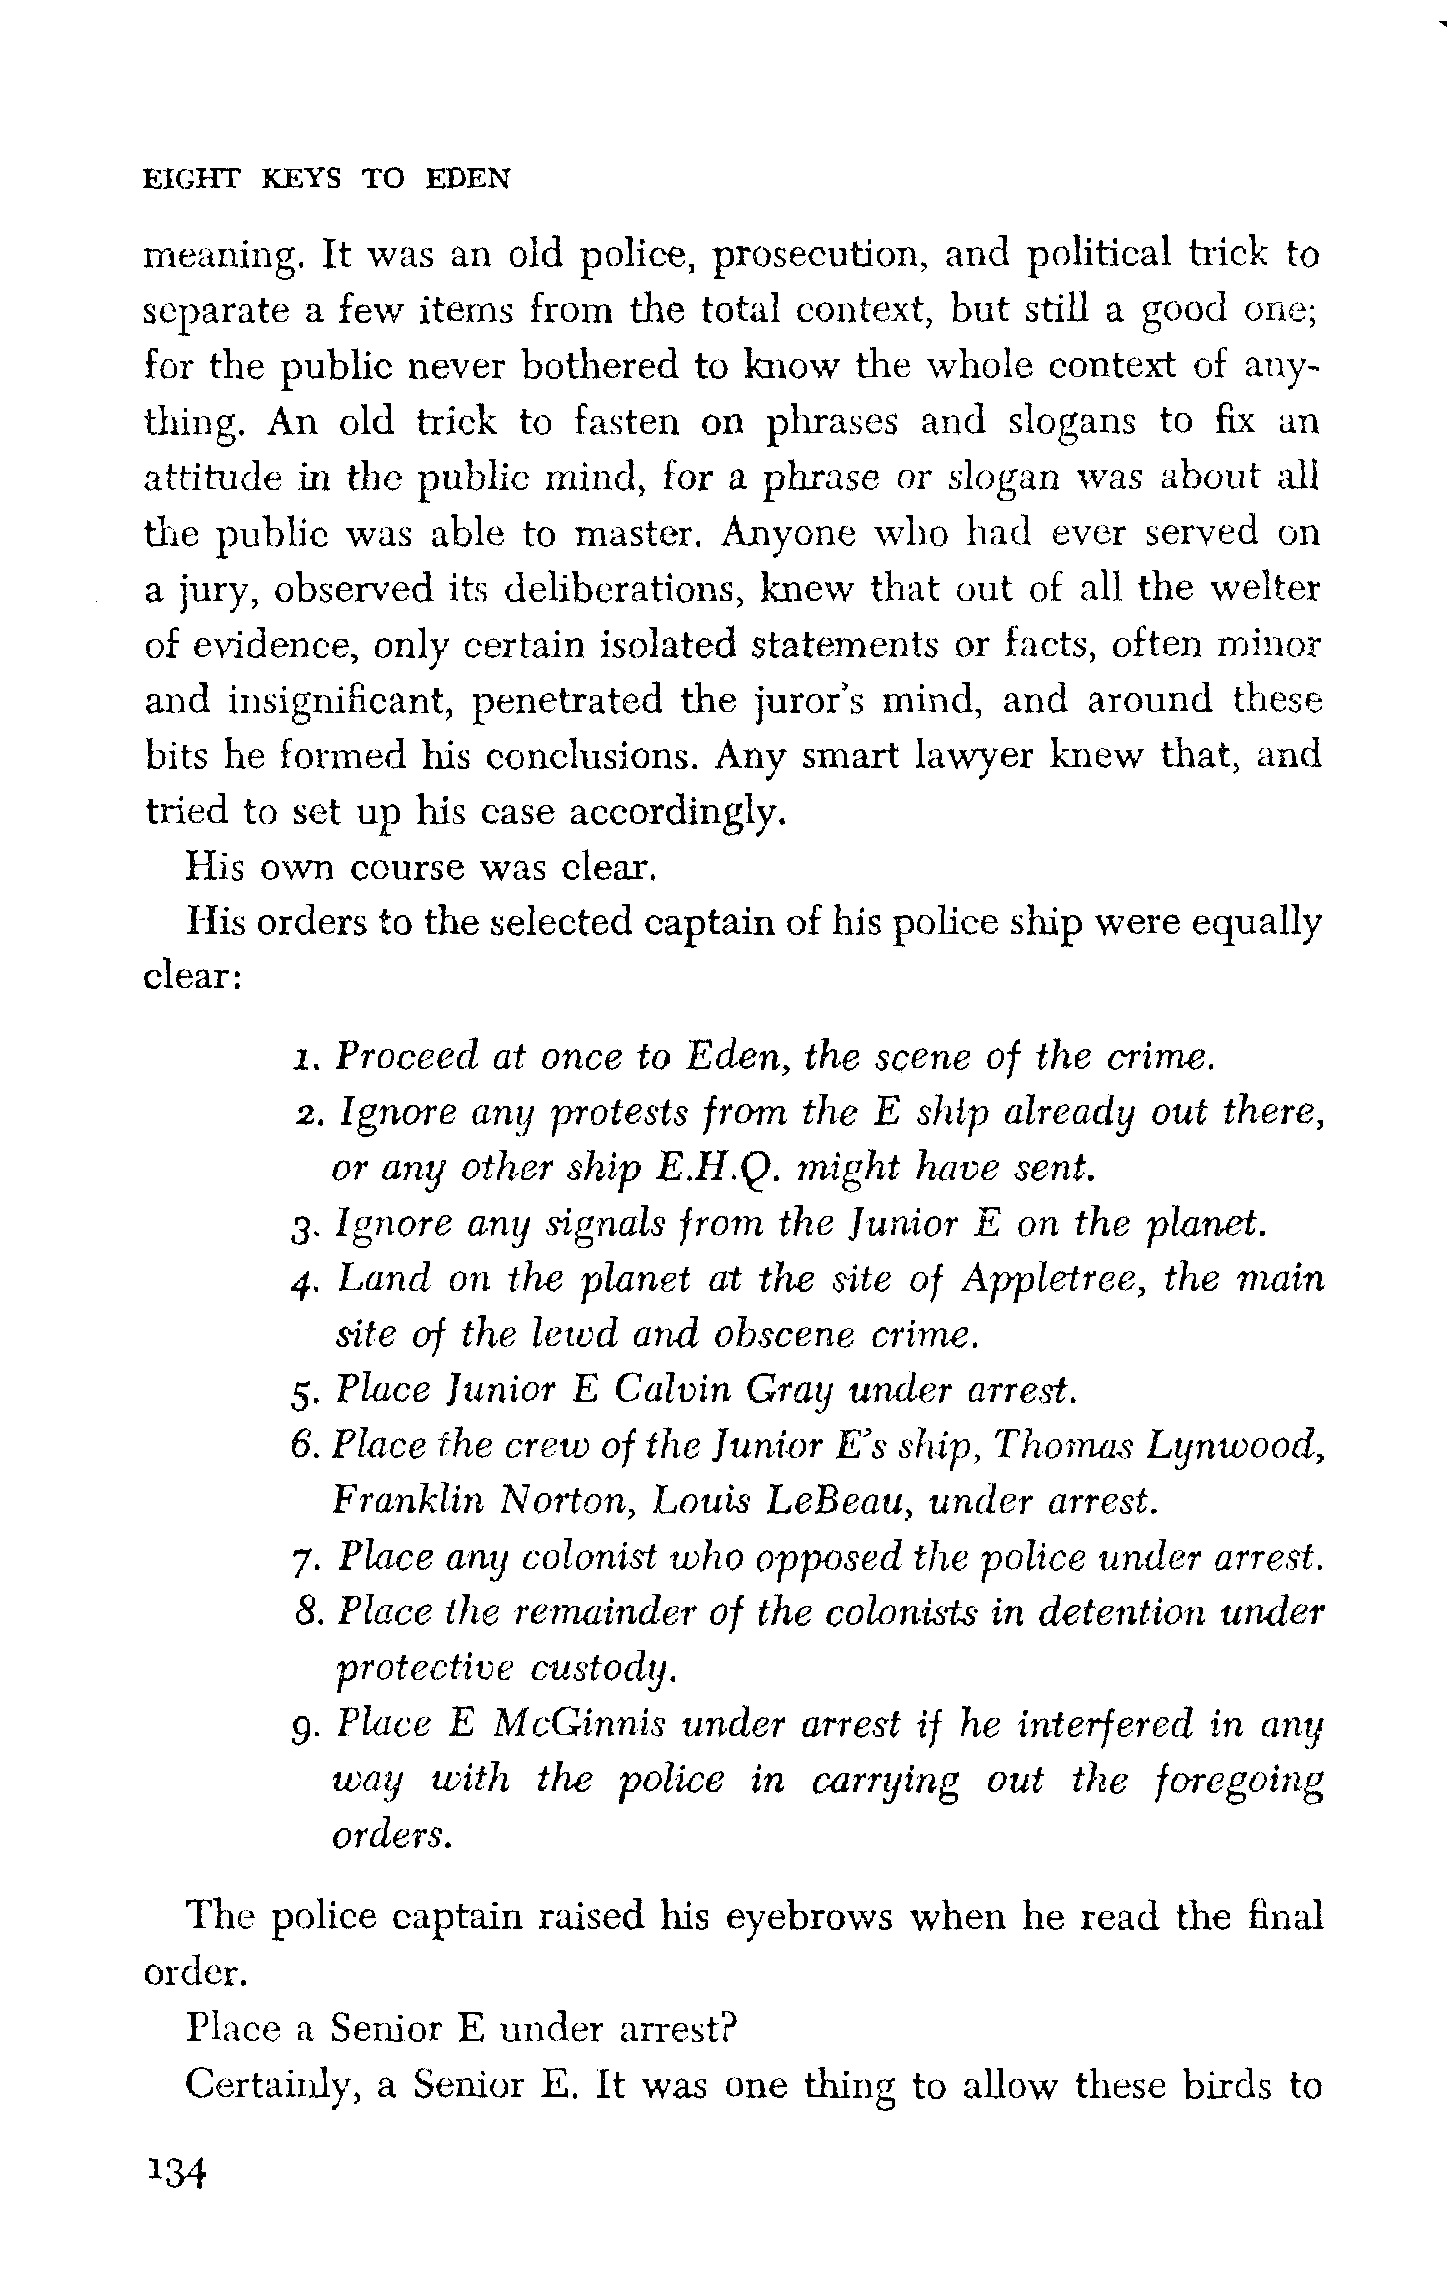 EIGHT KEYS TO EDEN
meaning. It was an old police, prosecution, and political trick to
separate a few items from the total context, but still a good one;
for the public never bothered to know the whole context of any-
thing. An old trick to fasten on phrases and slogans to fix an
attitude in the public mind, for a phrase or slogan was about all
the public was able to master. Anyone who had ever served on
a jury, observed its deliberations, knew that out of all the welter
of evidence, only certain isolated statements or facts, often minor
and insignificant, penetrated the juror's mind, and around these
bits he formed his conclusions. Any smart lawyer knew that, and
tried to set up his case accordingly.
His own course was clear.
His orders to the selected captain of his police ship were equally
clear:
1. Proceed at once to Eden, the scene of the crime.
2. Ignore any protests from the E ship already out there,
or any other ship E.H.Q. might have sent.
3. Ignore any signals from the Junior E on the planet.
4. Land on the planet at the site of Appletree, the main
site of the lewd and obscene crime.
5. Place Junior E Calvin Gray under arrest.
6. Place the crew of the Junior E's ship, Thomas Lynwood,
Franklin Norton, Louis LeBeau, under arrest.
7. Place any colonist who opposed the police under arrest.
8. Place the remainder of the colonists in detention under
protective custody.
9. Place E McGinnis under arrest if he interfered in any
way with the police in carrying out the foregoing
orders.
The police captain raised his eyebrows when he read the final
order.
Place a Senior E under arrest?
Certainly, a Senior E. It was one thing to allow these birds to
134